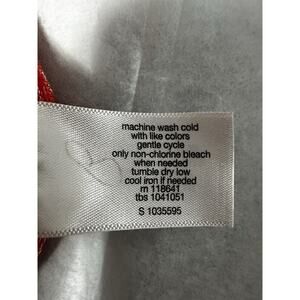 machine wash cold
with like colors
gentle cycle
only non-chlorine bleach
when needed
tumble dry low
cool iron if needed
rn 118641
tbs 1041051
S 1035595